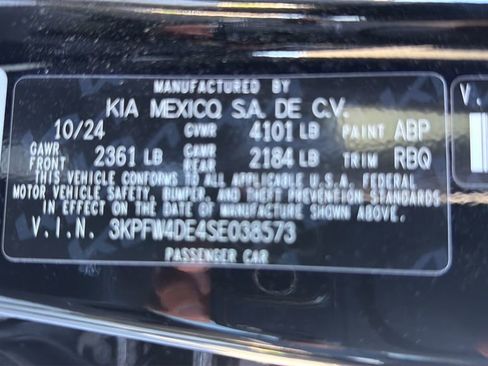 MANUFACTURED BY
KIA MEXICO, S.A. DE C.V.
10/24 GVWR 4101 LB PAINT ABP
GAWR FRONT 2361 LB GAWR REAR 2184 LB TRIM RBQ
THIS VEHICLE CONFORMS TO ALL APPLICABLE U.S.A. FEDERAL
MOTOR VEHICLE SAFETY, BUMPER, AND THEFT PREVENTION STANDARDS
IN EFFECT ON THE DATE OF MANUFACTURE SHOWN ABOVE.
V.I.N. 3KPFW4DE4SE038573
PASSENGER CAR
V.